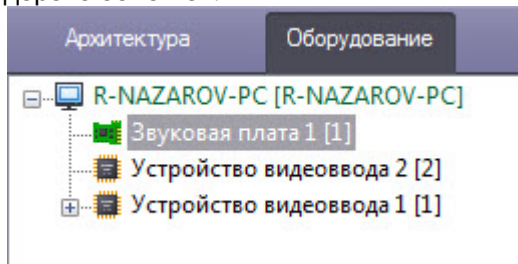 Архитектура Оборудование
R-NAZAROV-PC [R-NAZAROV-PC]
Звуковая плата 1 [1]
Устройство видеоввода 2 [2]
Устройство видеоввода 1 [1]